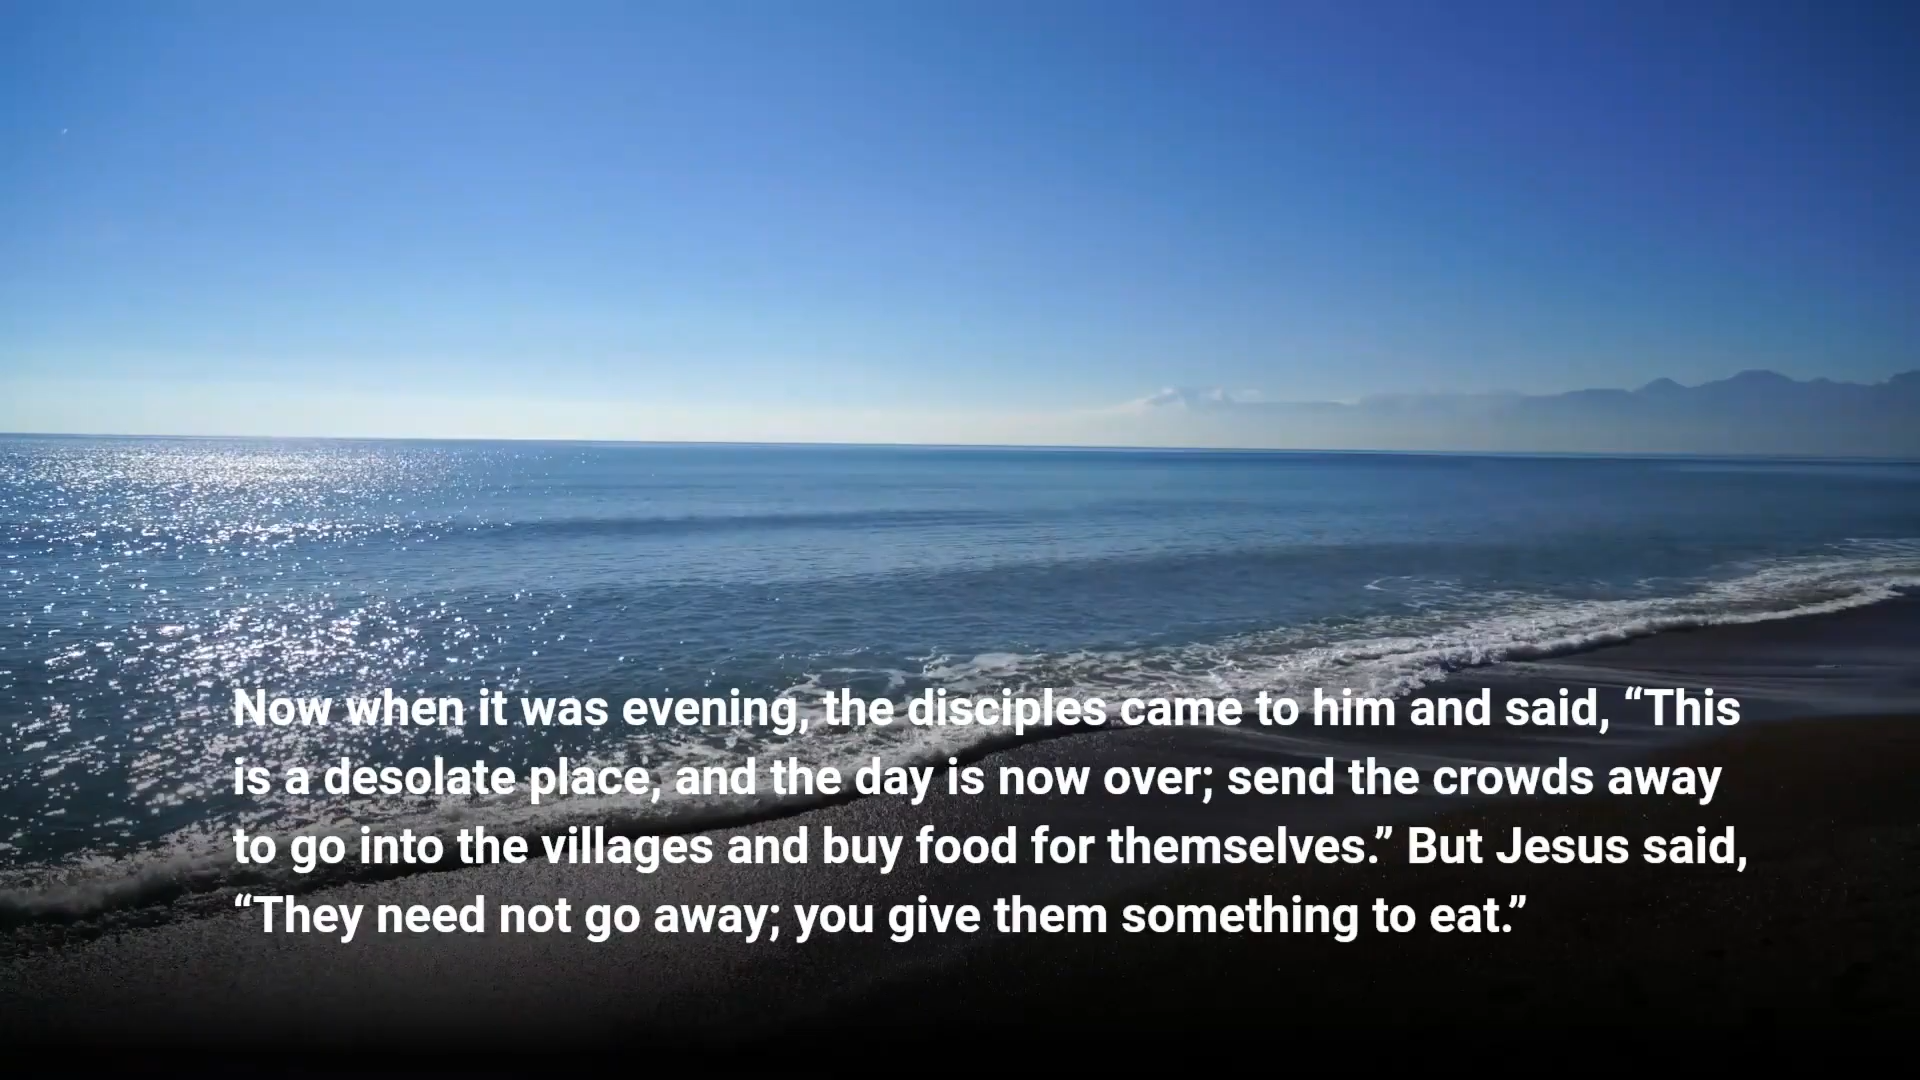 Now when it was evening, the disciples came to him and said, “This
is a desolate place, and the day is now over; send the crowds away
to go into the villages and buy food for themselves.” But Jesus said,
“They need not go away; you give them something to eat.”